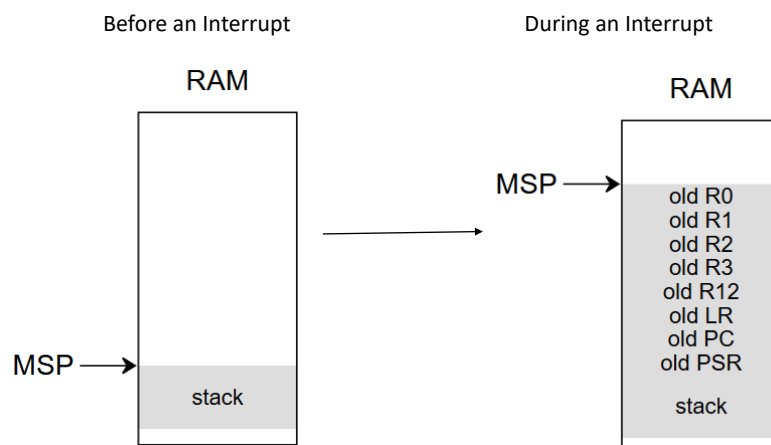 Before an Interrupt
During an Interrupt
RAM
RAM
MSP
stack
MSP
old R0
old R1
old R2
old R3
old R12
old LR
old PC
old PSR
stack